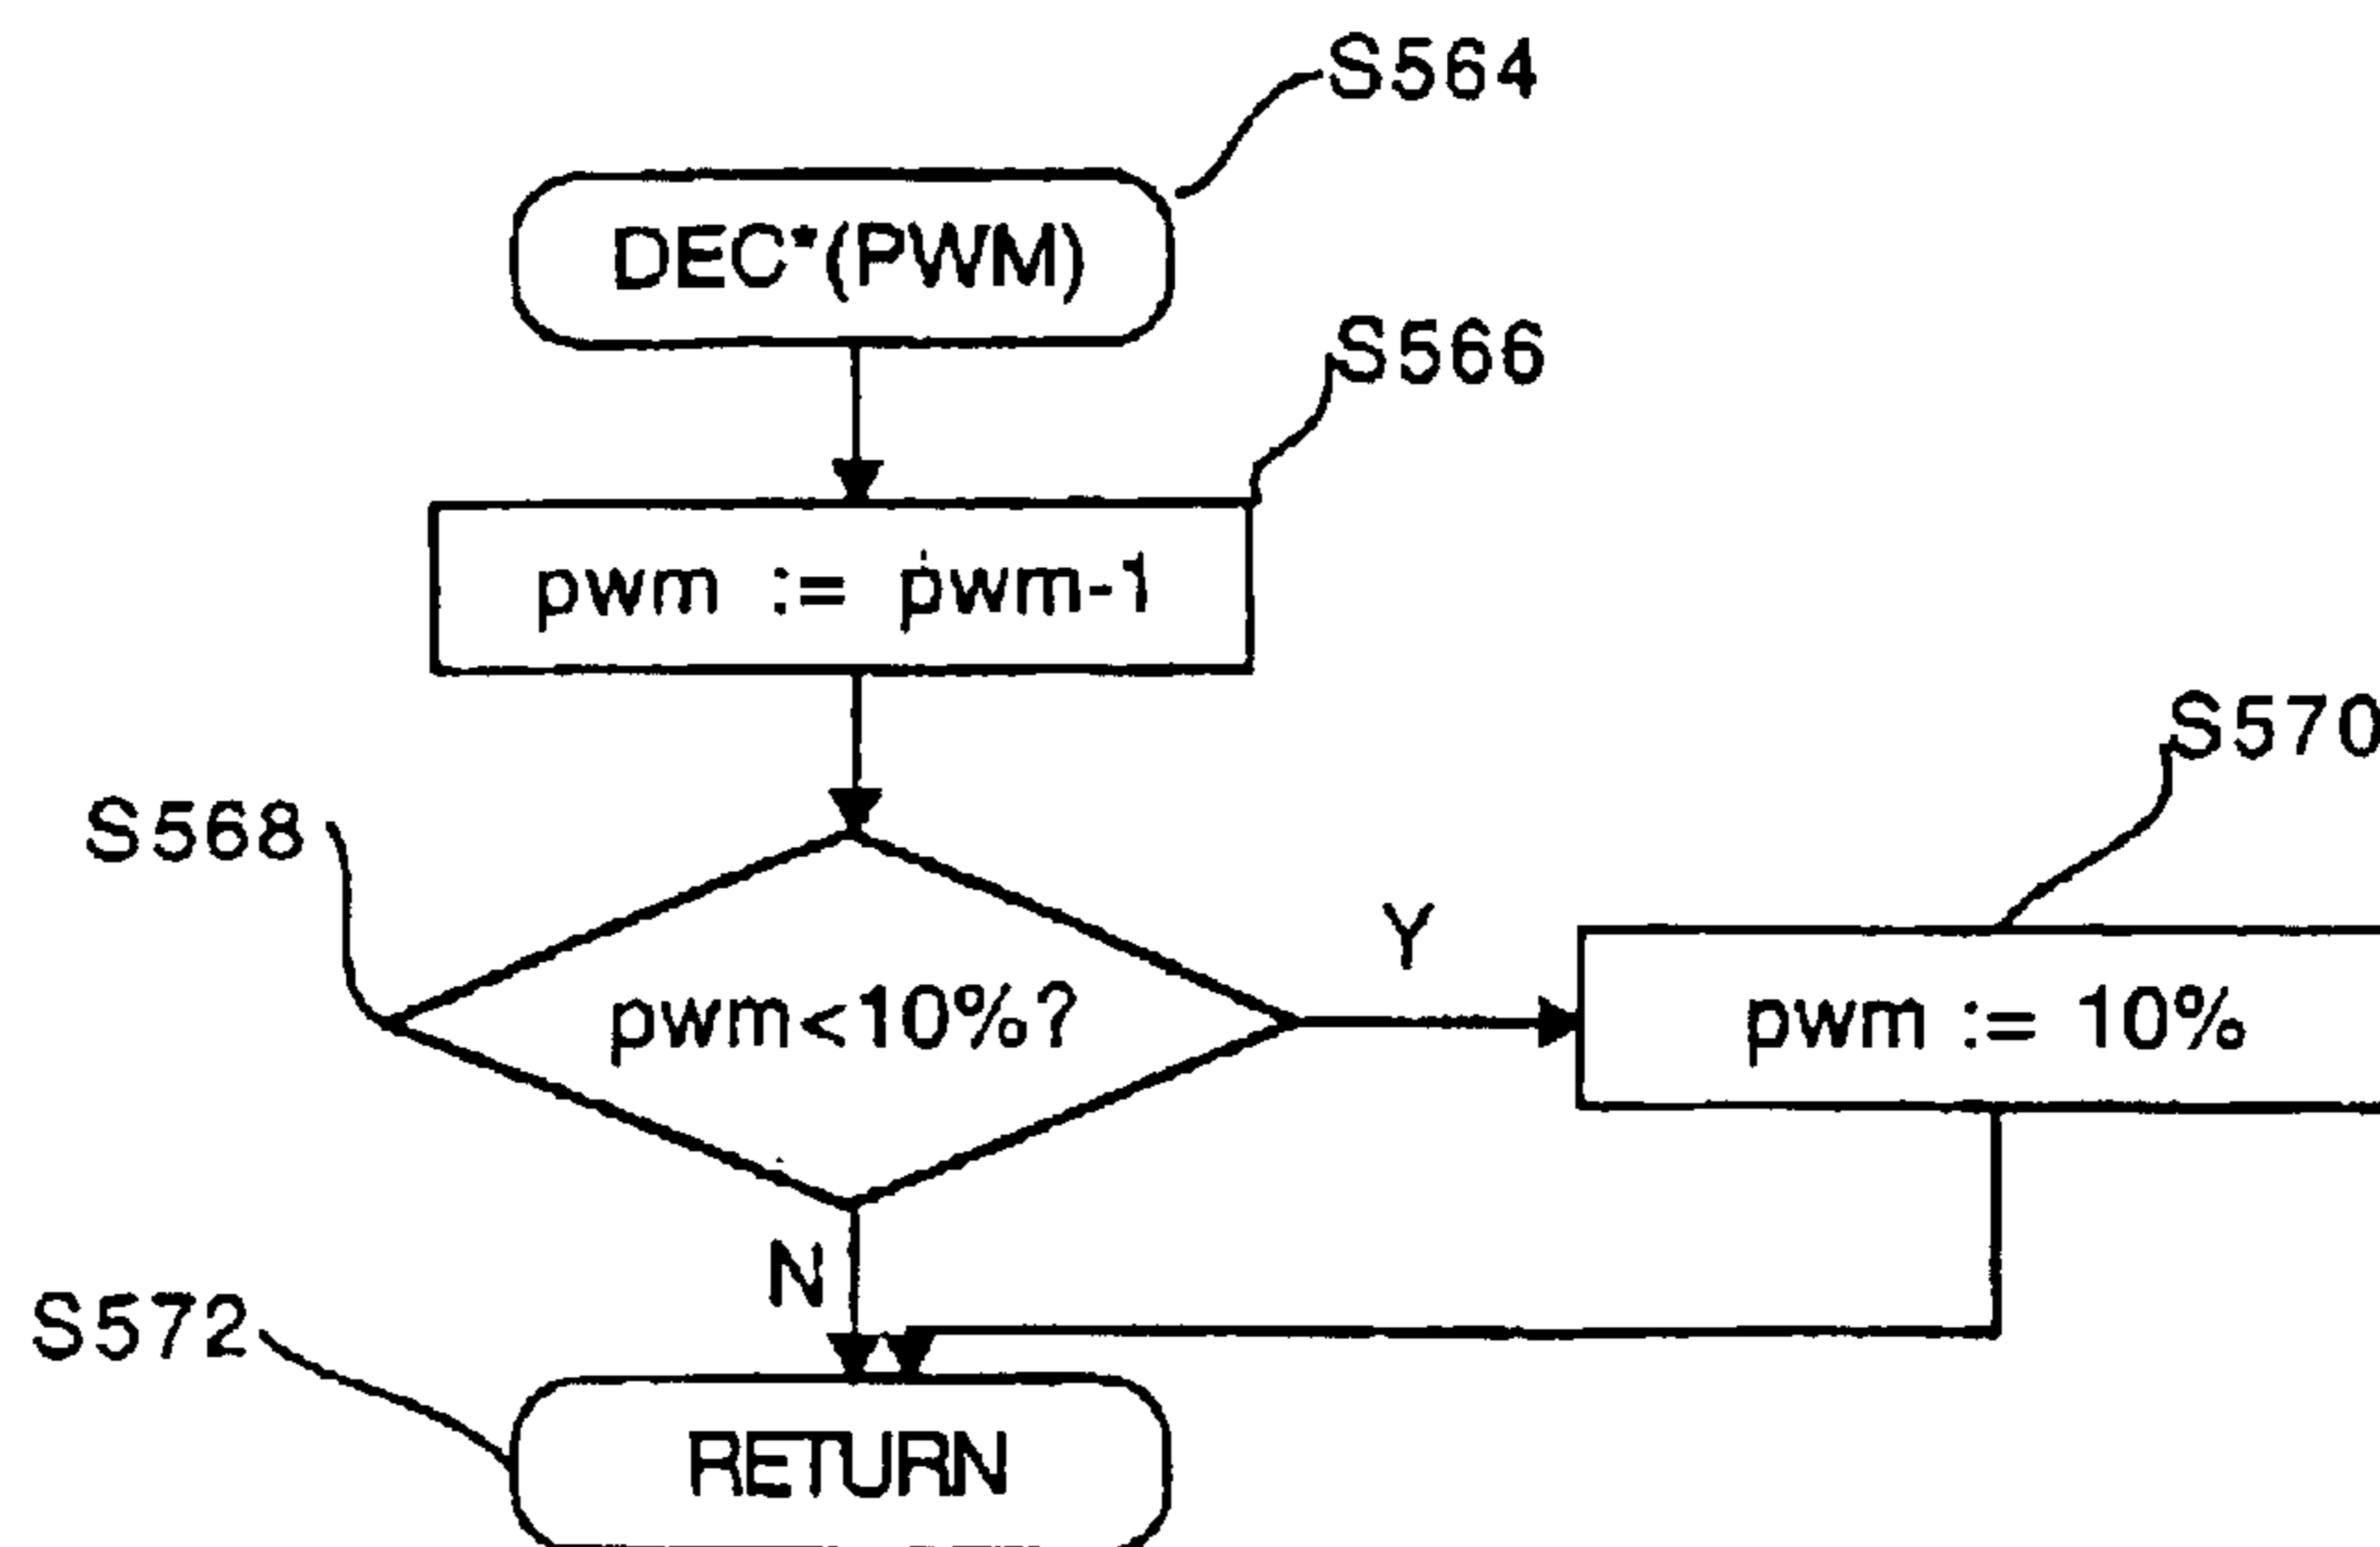 S564
DEC*(PWM)
S566
pwm := pwm-1
S570
S568
Y
pwm<10%?
pwm := 10%
N
S572
RETURN